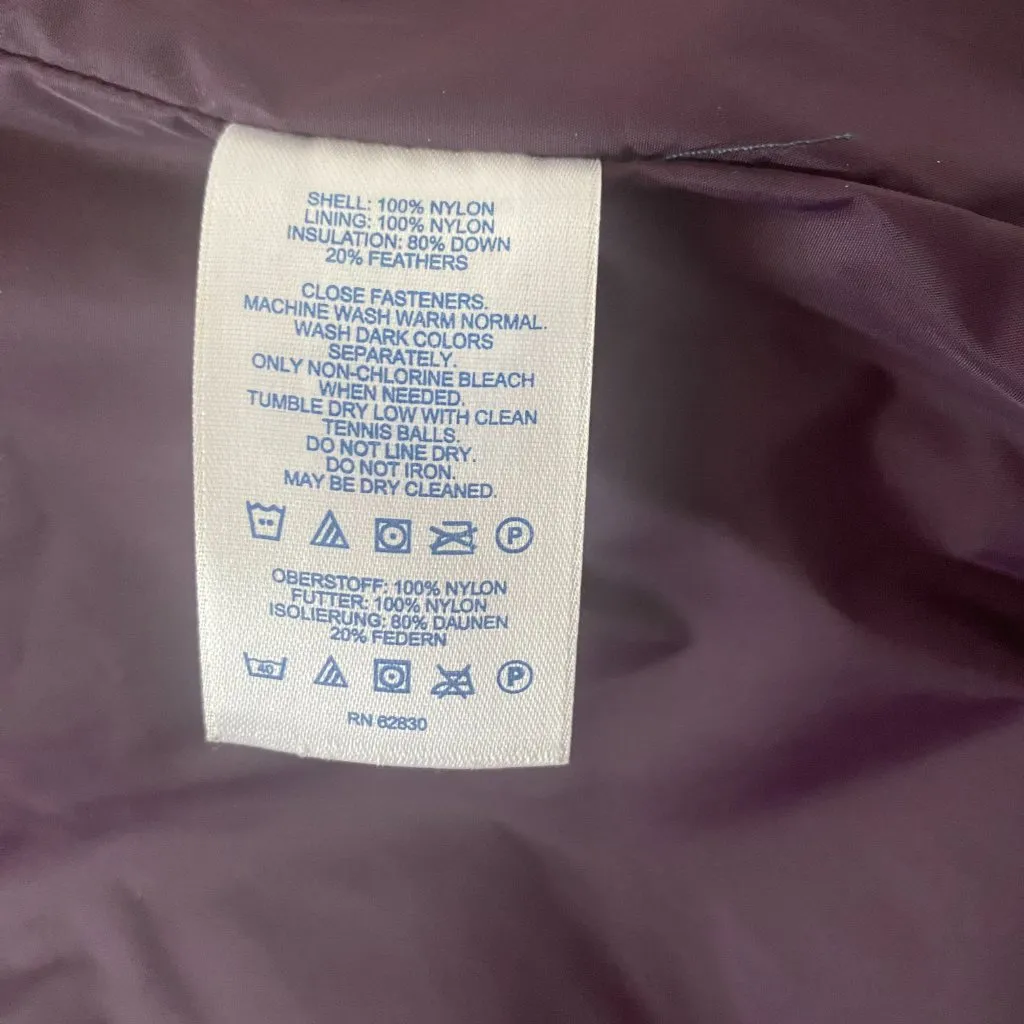 SHELL: 100% NYLON
LINING: 100% NYLON
INSULATION: 80% DOWN
20% FEATHERS
CLOSE FASTENERS.
MACHINE WASH WARM NORMAL.
WASH DARK COLORS
SEPARATELY.
ONLY NON-CHLORINE BLEACH
WHEN NEEDED.
TUMBLE DRY LOW WITH CLEAN
TENNIS BALLS.
DO NOT LINE DRY.
DO NOT IRON.
MAY BE DRY CLEANED.
P
OBERSTOFF: 100% NYLON
FUTTER: 100% NYLON
ISOLIERUNG: 80% DAUNEN
20% FEDERN
40 P
RN 62830